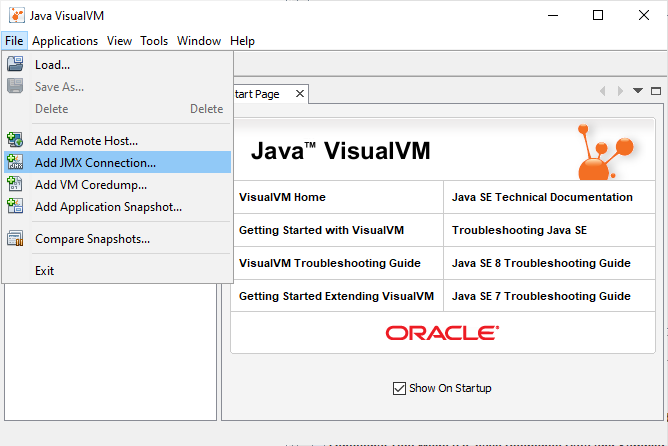 Java VisualVM
File Applications View Tools Window Help
Load...
Save As...
Delete Delete
Add Remote Host...
Add JMX Connection...
Add VM Coredump...
Add Application Snapshot...
Compare Snapshots...
Exit
tart Page
Java™ VisualVM
VisualVM Home Java SE Technical Documentation
Getting Started with VisualVM Troubleshooting Java SE
VisualVM Troubleshooting Guide Java SE 8 Troubleshooting Guide
Getting Started Extending VisualVM Java SE 7 Troubleshooting Guide
ORACLE®
Show On Startup